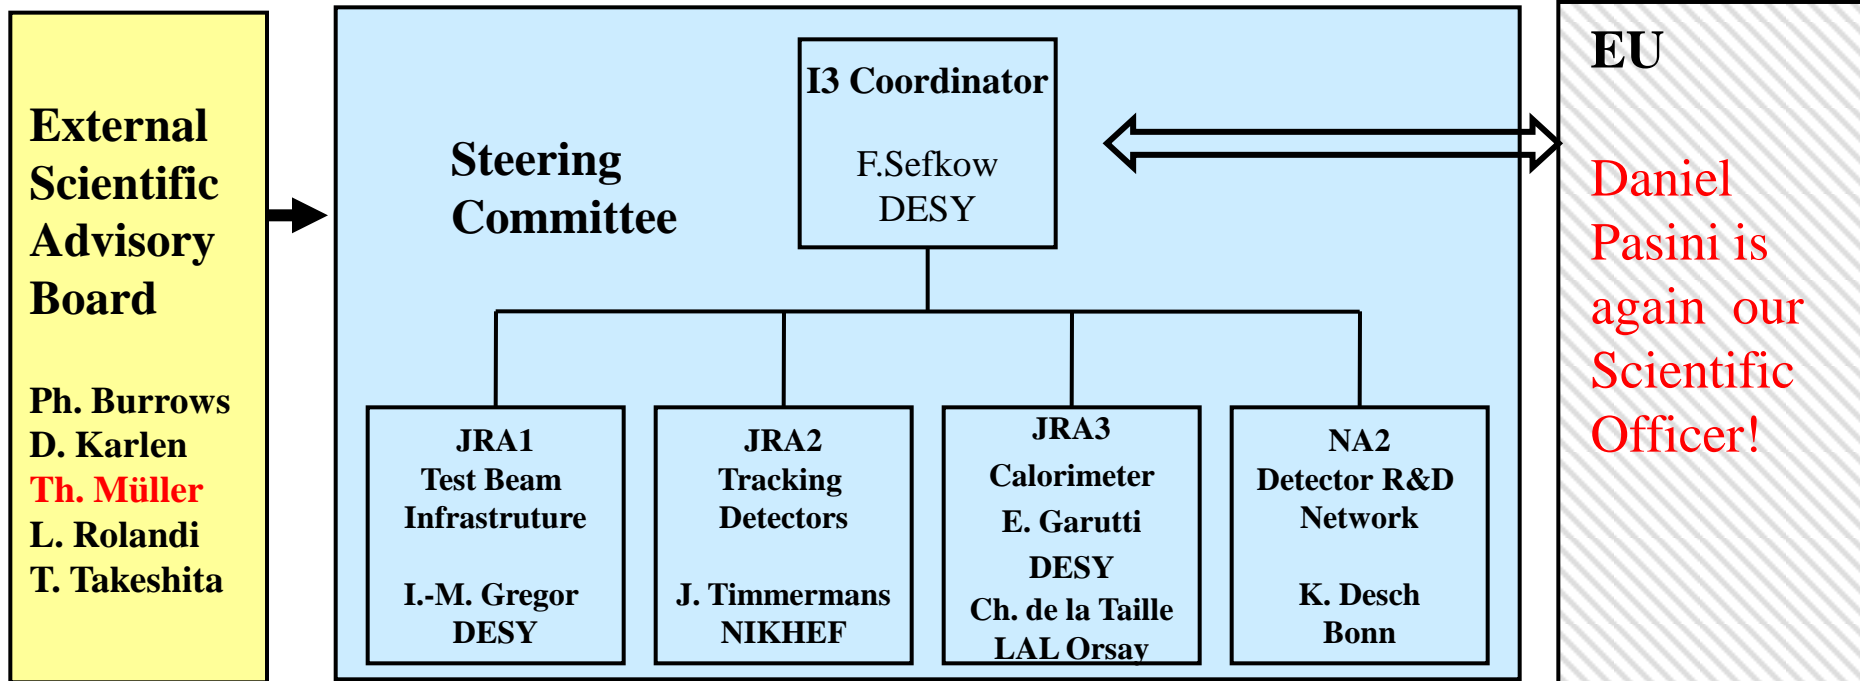 External
Scientific
Advisory
Board
Ph. Burrows
D. Karlen
Th. Müller
L. Rolandi
T. Takeshita
Steering
Committee
I3 Coordinator
F.Sefkow
DESY
JRA1
Test Beam
Infrastruture
I.-M. Gregor
DESY
JRA2
Tracking
Detectors
J. Timmermans
NIKHEF
JRA3
Calorimeter
E. Garutti
DESY
Ch. de la Taille
LAL Orsay
NA2
Detector R&D
Network
K. Desch
Bonn
EU
Daniel
Pasini is
again our
Scientific
Officer!